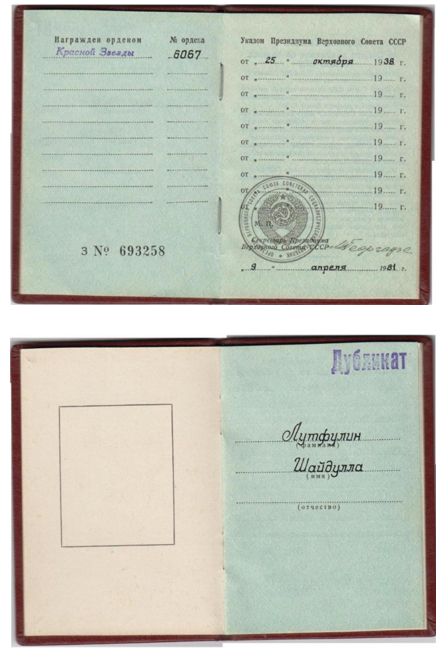 Награжден орденом № ордена
Красной Звезды 6067
З № 693258
Указом Президиума Верховного Совета СССР
от „ 25 " октября 1938 г.
от „ " 19 г.
от „ " 19 г.
от „ " 19 г.
от „ " 19 г.
от „ " 19 г.
от „ " 19 г.
от „ " 19 г.
от „ " 19 г.
М. П.
Секретарь Президиума
Верховного Совета СССР
„ 9 " апреля 1981 г.
Дубликат
Лутфулин
(фамилия)
Шайдулла
(имя)
(отчество)